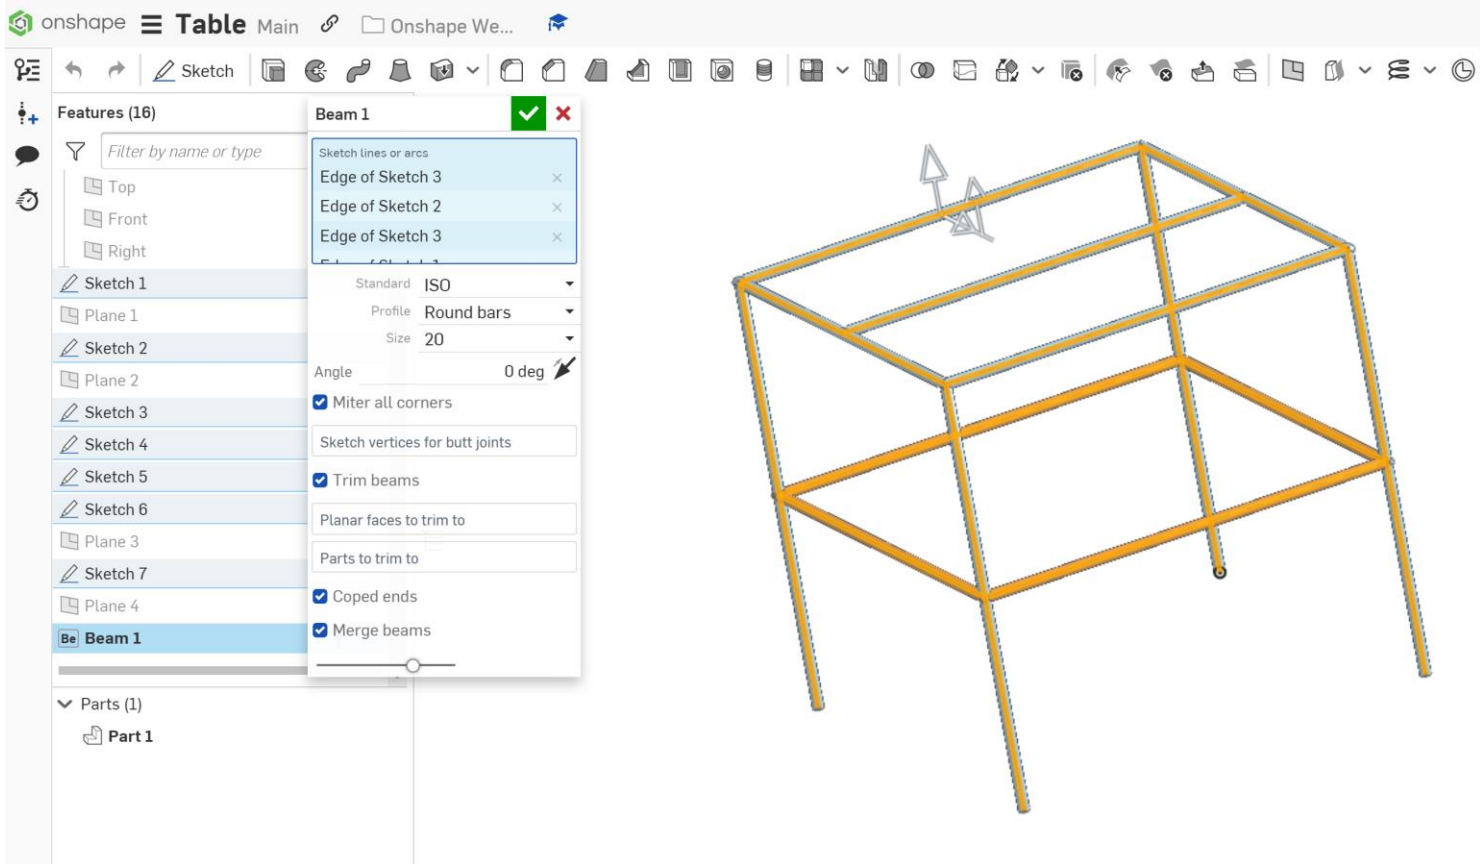 onshape Table Main Onshape We...
Sketch
Features (16)
Filter by name or type
Top
Front
Right
Sketch 1
Plane 1
Sketch 2
Plane 2
Sketch 3
Sketch 4
Sketch 5
Sketch 6
Plane 3
Sketch 7
Plane 4
Be Beam 1
Parts (1)
Part 1
Beam 1
Sketch lines or arcs
Edge of Sketch 3
Edge of Sketch 2
Edge of Sketch 3
Standard ISO
Profile Round bars
Size 20
Angle 0 deg
Miter all corners
Sketch vertices for butt joints
Trim beams
Planar faces to trim to
Parts to trim to
Coped ends
Merge beams